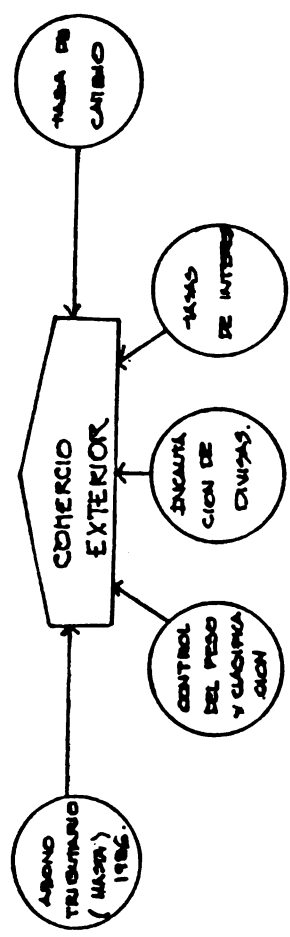 COMERCIO
EXTERIOR
ABONO
TRIBUTARIO
(HASTA)
1986.
CONTROL
DEL PESO
Y CLASIFICA
CION
INCAUTA
CION DE
DIVISAS.
TASAS
DE INTERES
TASA DE
CAMBIO